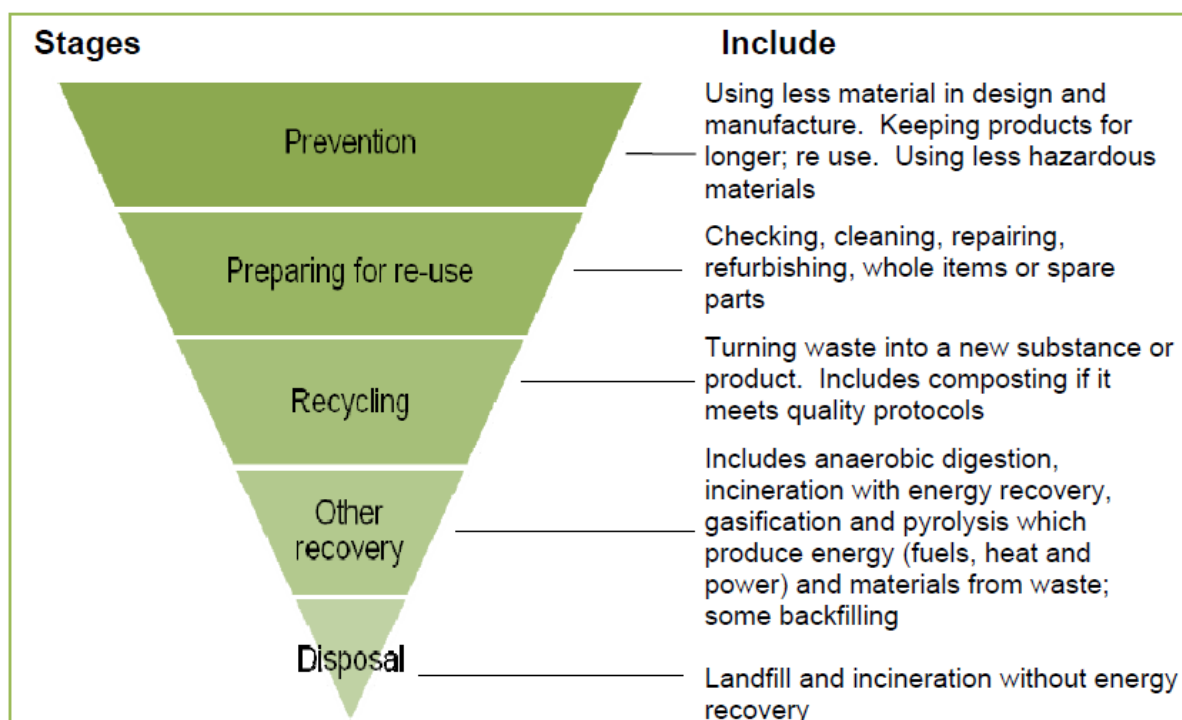 Stages
Include
Prevention
Using less material in design and
manufacture.  Keeping products for
longer; re use.  Using less hazardous
materials
Preparing for re-use
Checking, cleaning, repairing,
refurbishing, whole items or spare
parts
Recycling
Turning waste into a new substance or
product.  Includes composting if it
meets quality protocols
Other
recovery
Includes anaerobic digestion,
incineration with energy recovery,
gasification and pyrolysis which
produce energy (fuels, heat and
power) and materials from waste;
some backfilling
Disposal
Landfill and incineration without energy
recovery